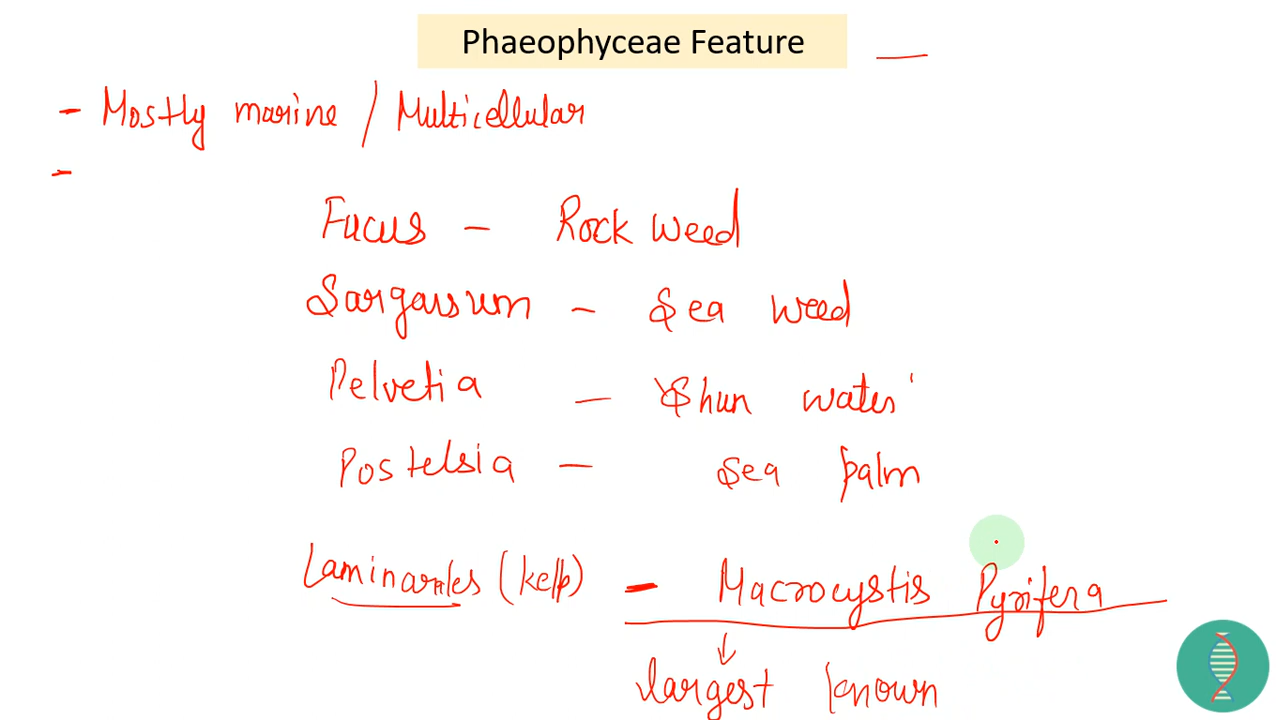 Phaeophyceae Feature
- Mostly marine / Multicellular
-
Fucus - Rock weed
Sargassum - Sea weed
Pelvetia - Shun water
Postelsia - Sea palm
Laminarales (kelp) - Macrocystis Pyrifera
↓
largest known